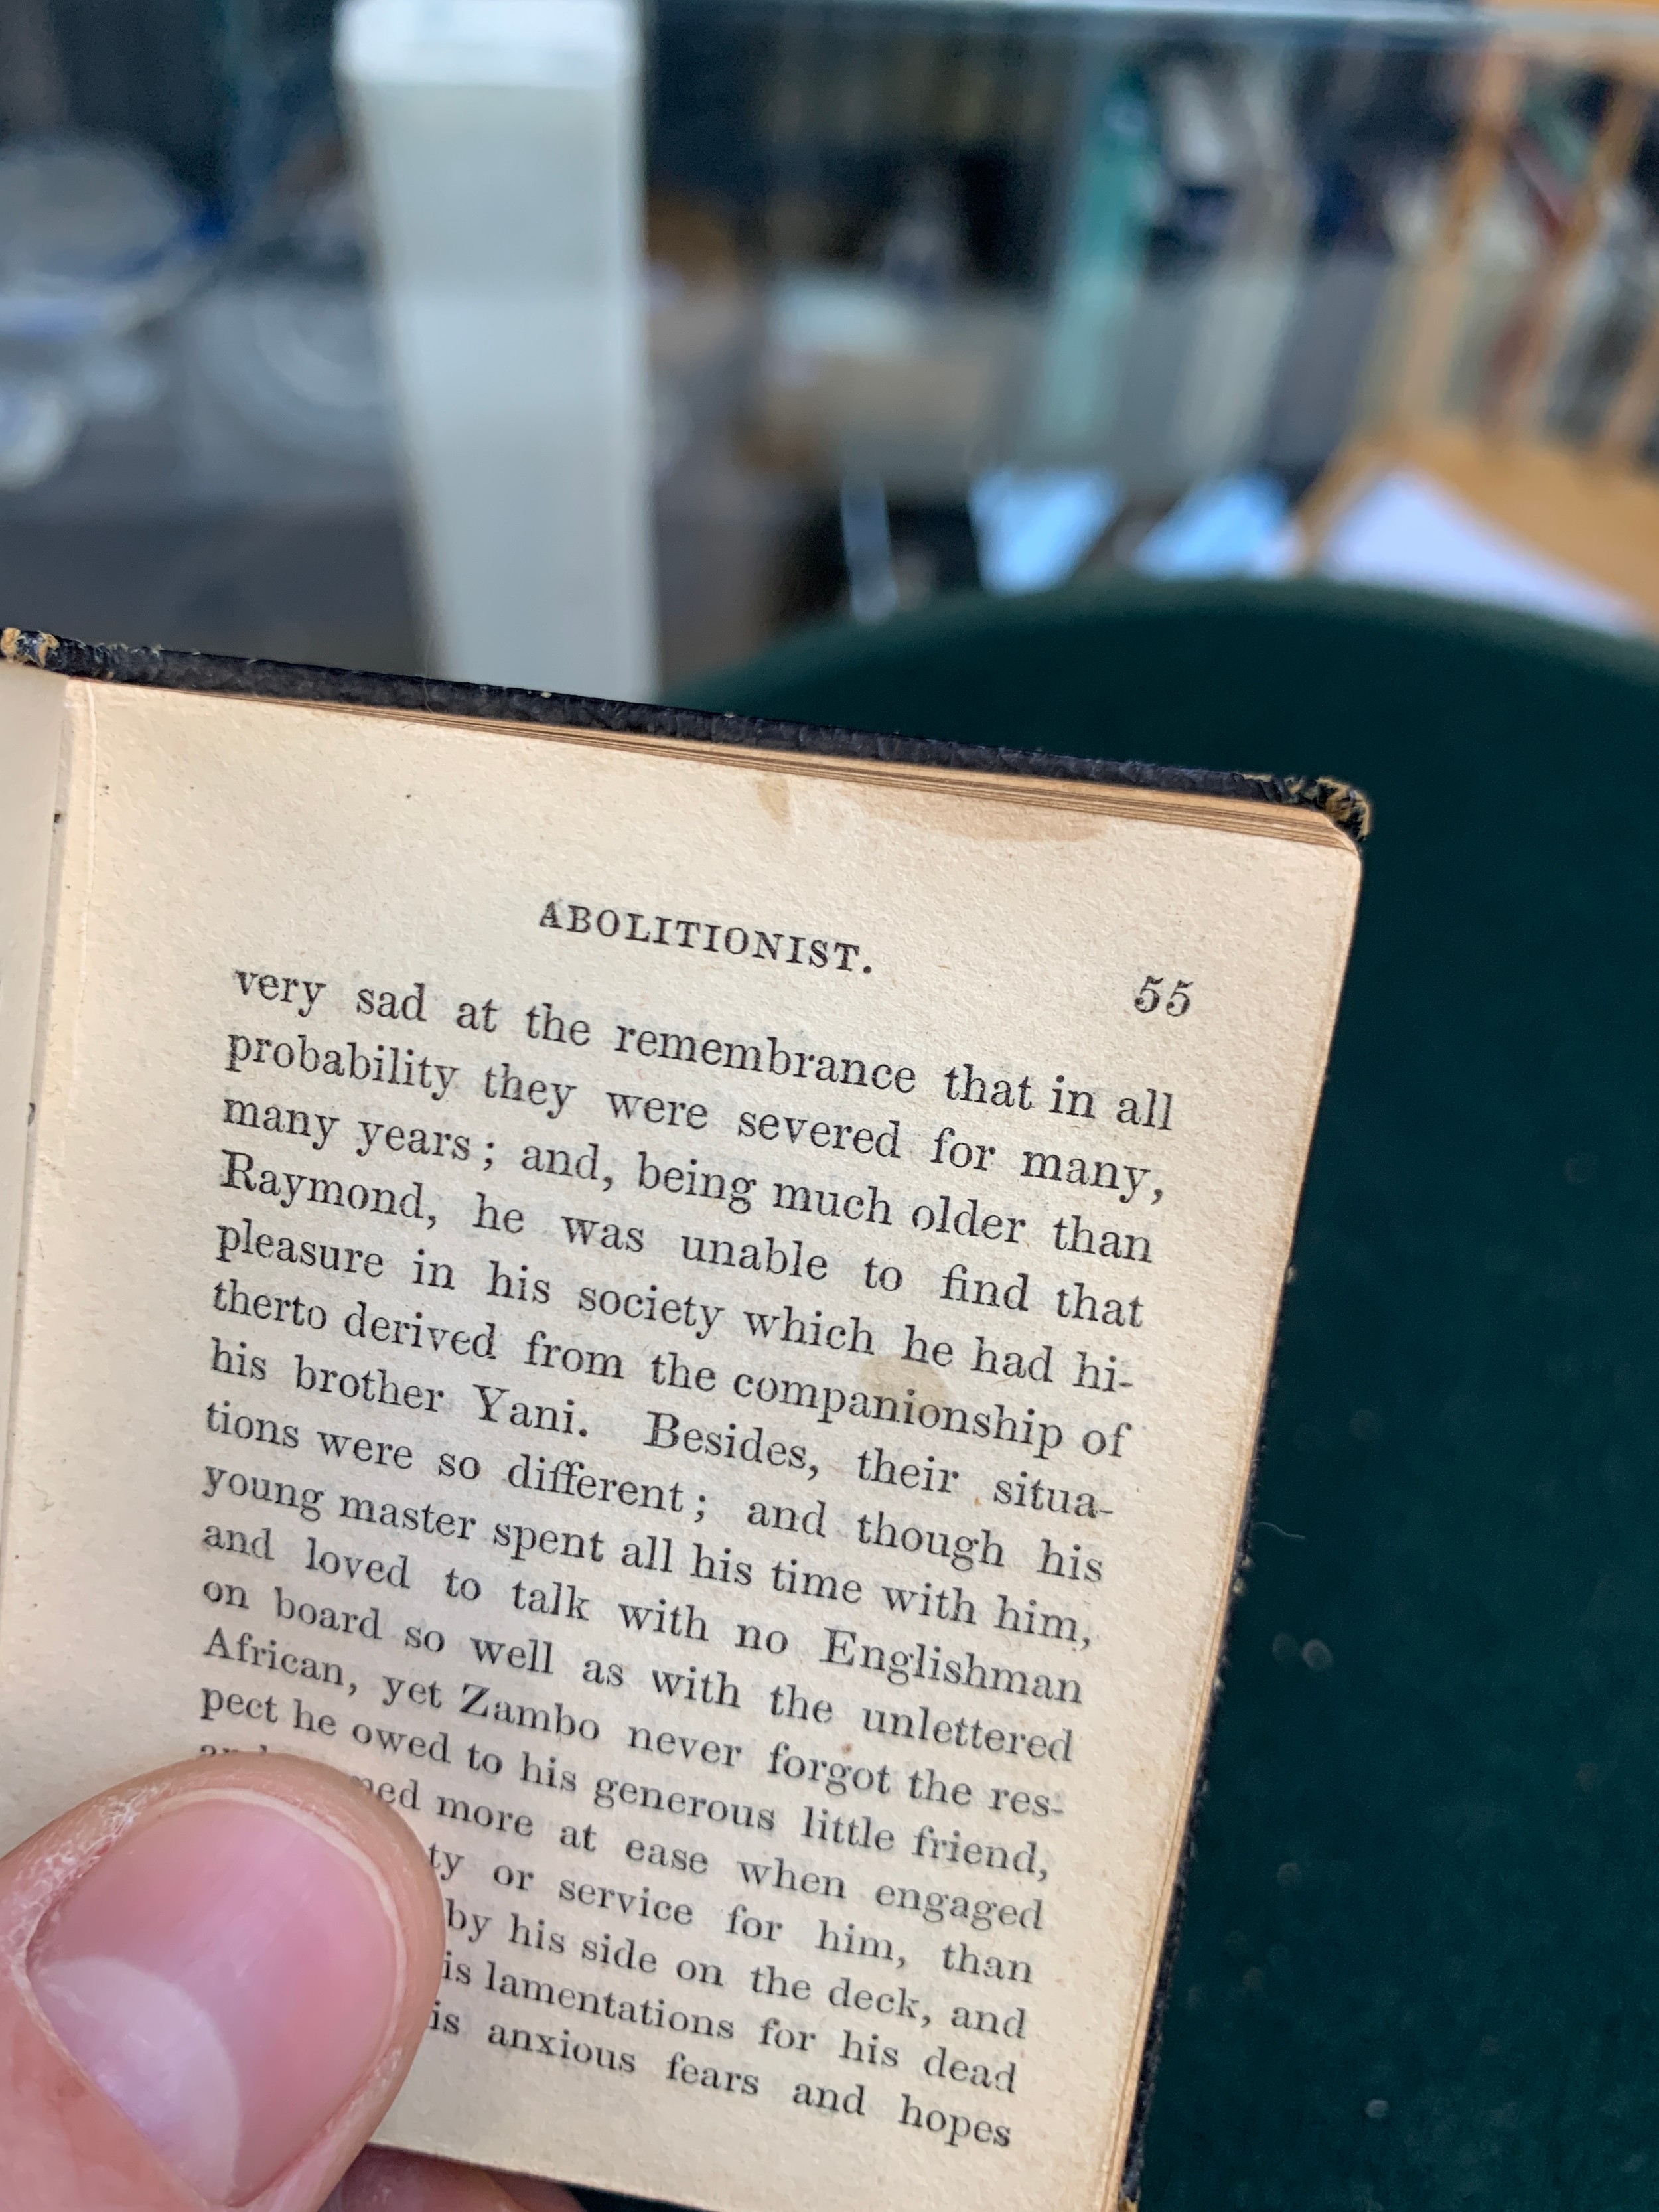 ABOLITIONIST.
55
very sad at the remembrance that in all
probability they were severed for many,
many years; and, being much older than
Raymond, he was unable to find that
pleasure in his society which he had hi-
therto derived from the companionship of
his brother Yani. Besides, their situa-
tions were so different; and though his
young master spent all his time with him,
and loved to talk with no Englishman
on board so well as with the unlettered
African, yet Zambo never forgot the res-
pect he owed to his generous little friend,
more at ease when engaged
or service for him, than
by his side on the deck, and
lamentations for his dead
anxious fears and hopes